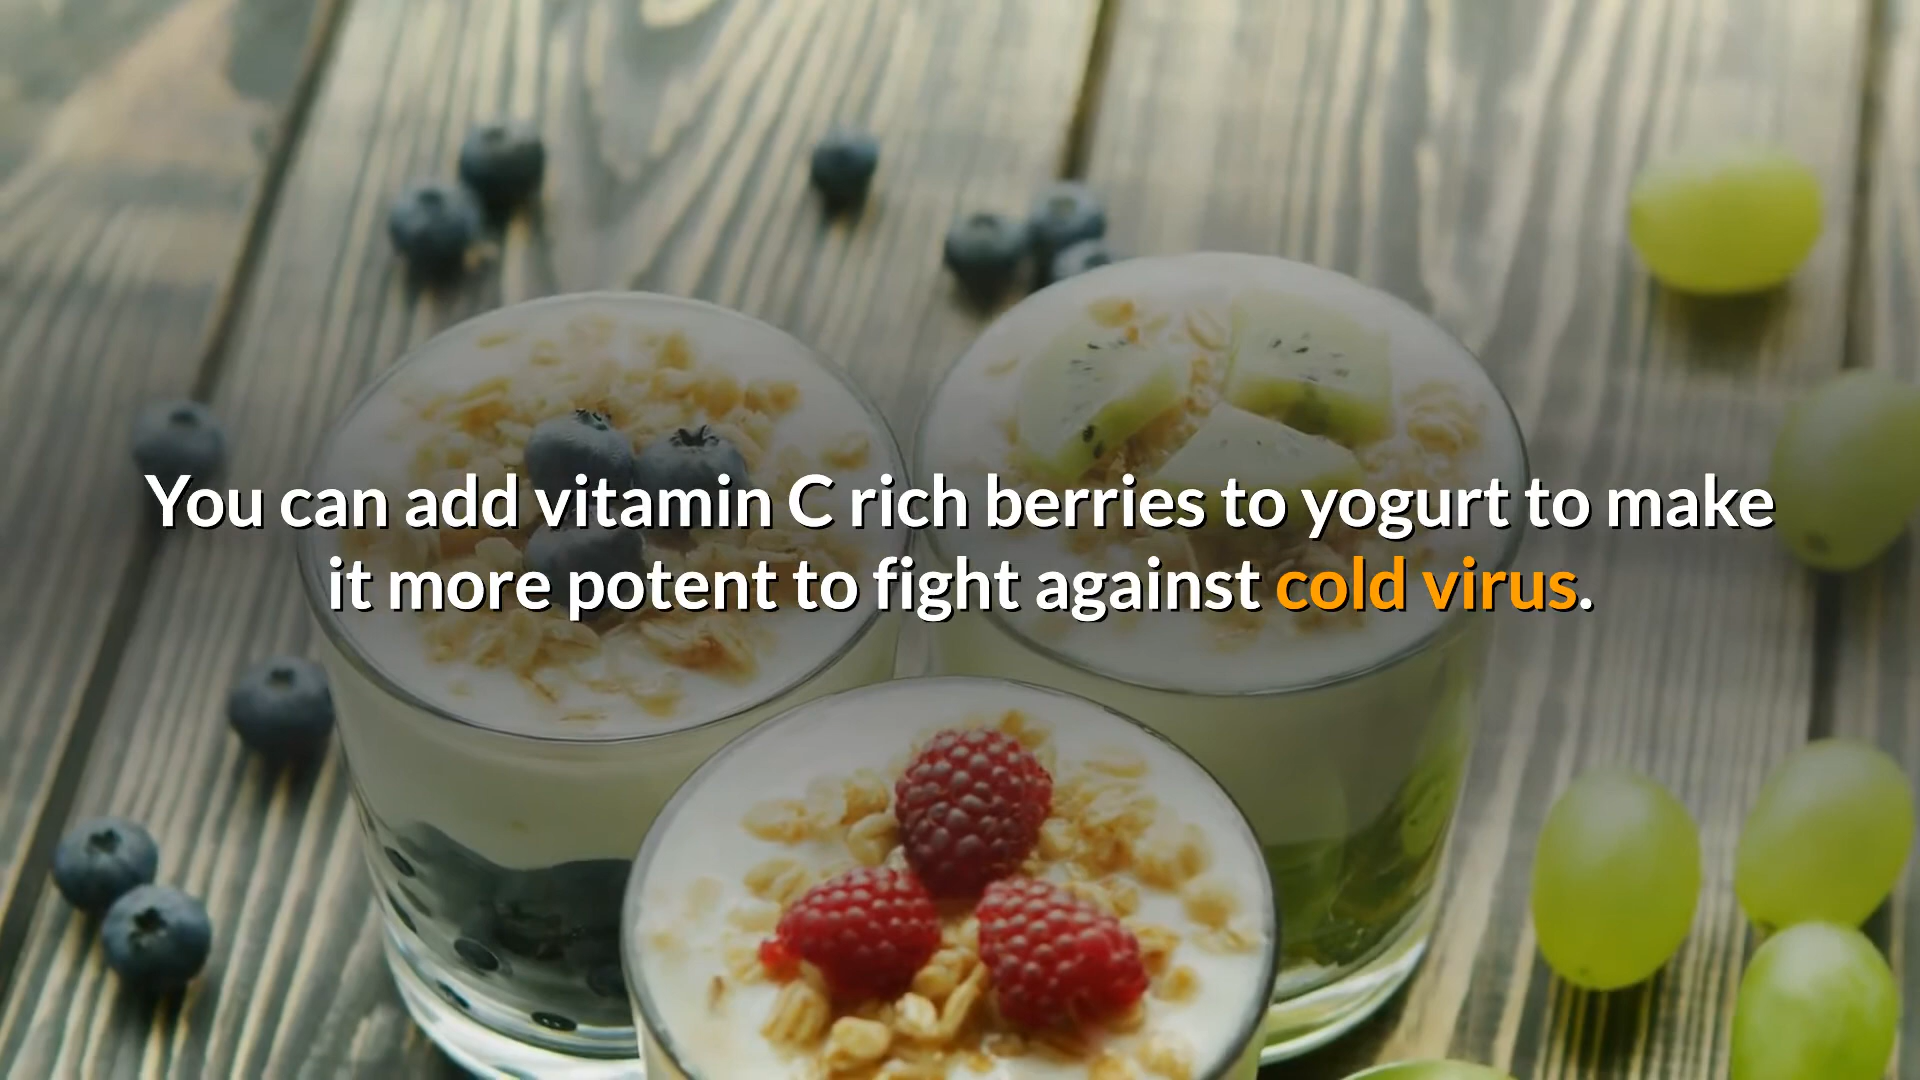 You can add vitamin C rich berries to yogurt to make
it more potent to fight against cold virus.